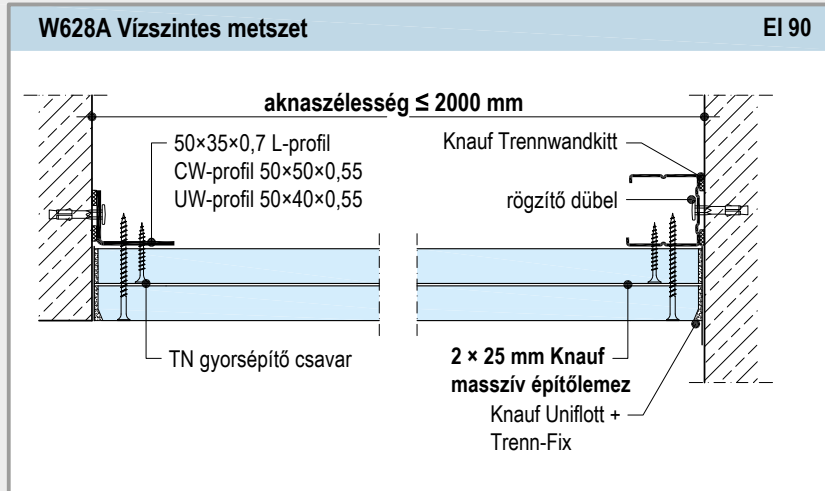 W628A Vízszintes metszet
EI 90
aknaszélesség ≤ 2000 mm
50×35×0,7 L-profil
CW-profil 50×50×0,55
UW-profil 50×40×0,55
Knauf Trennwandkitt
rögzítő dübel
TN gyorsépítő csavar
2 × 25 mm Knauf
masszív építőlemez
Knauf Uniflott +
Trenn-Fix